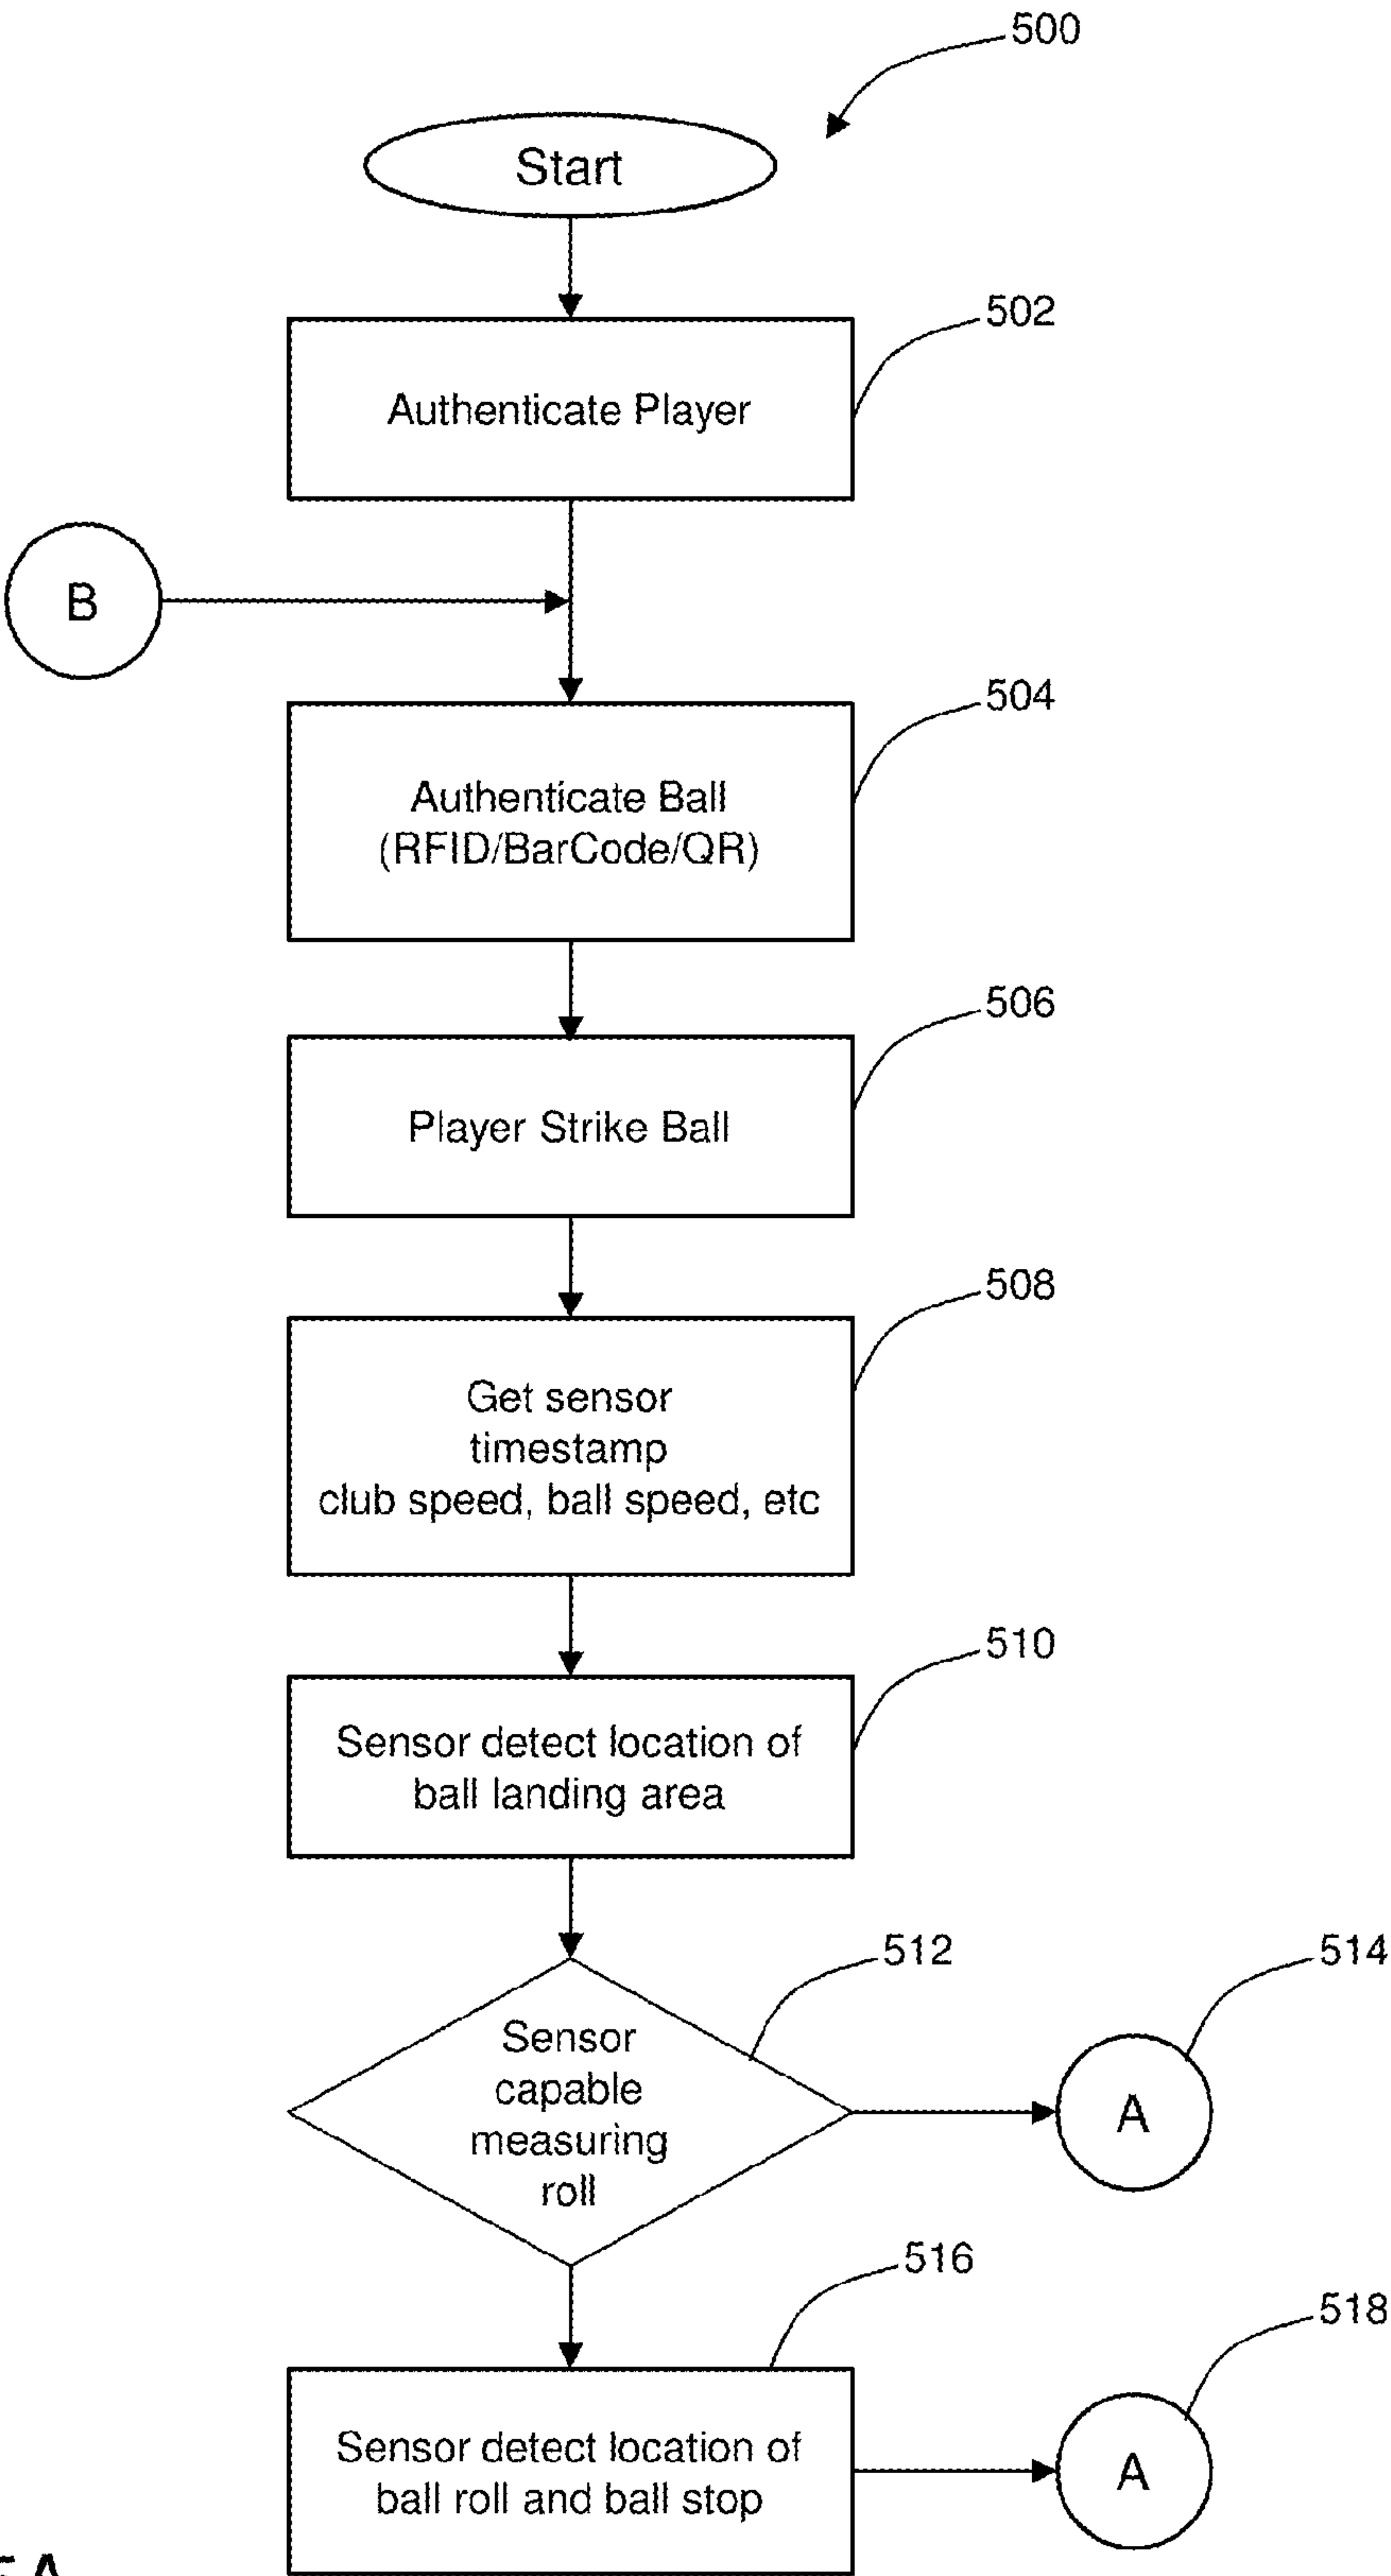 500
Start
502
Authenticate Player
B
504
Authenticate Ball
(RFID/BarCode/QR)
506
Player Strike Ball
508
Get sensor
timestamp
club speed, ball speed, etc
510
Sensor detect location of
ball landing area
512
514
Sensor
capable
measuring
roll
A
516
518
Sensor detect location of
ball roll and ball stop
A